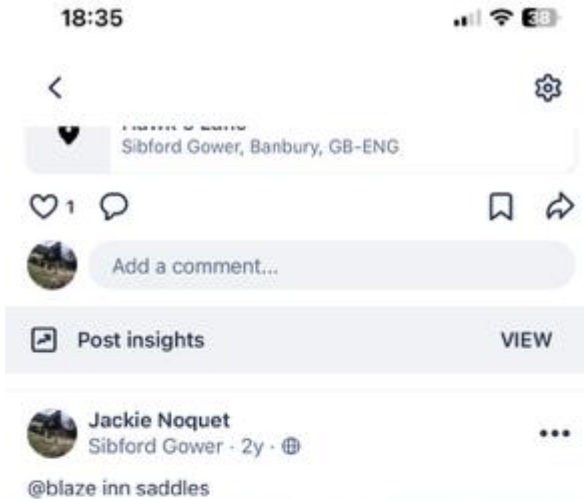 18:35
38
Sibford Gower, Banbury, GB-ENG
1
Add a comment...
Post insights
VIEW
Jackie Noquet
Sibford Gower · 2y ·
@blaze inn saddles